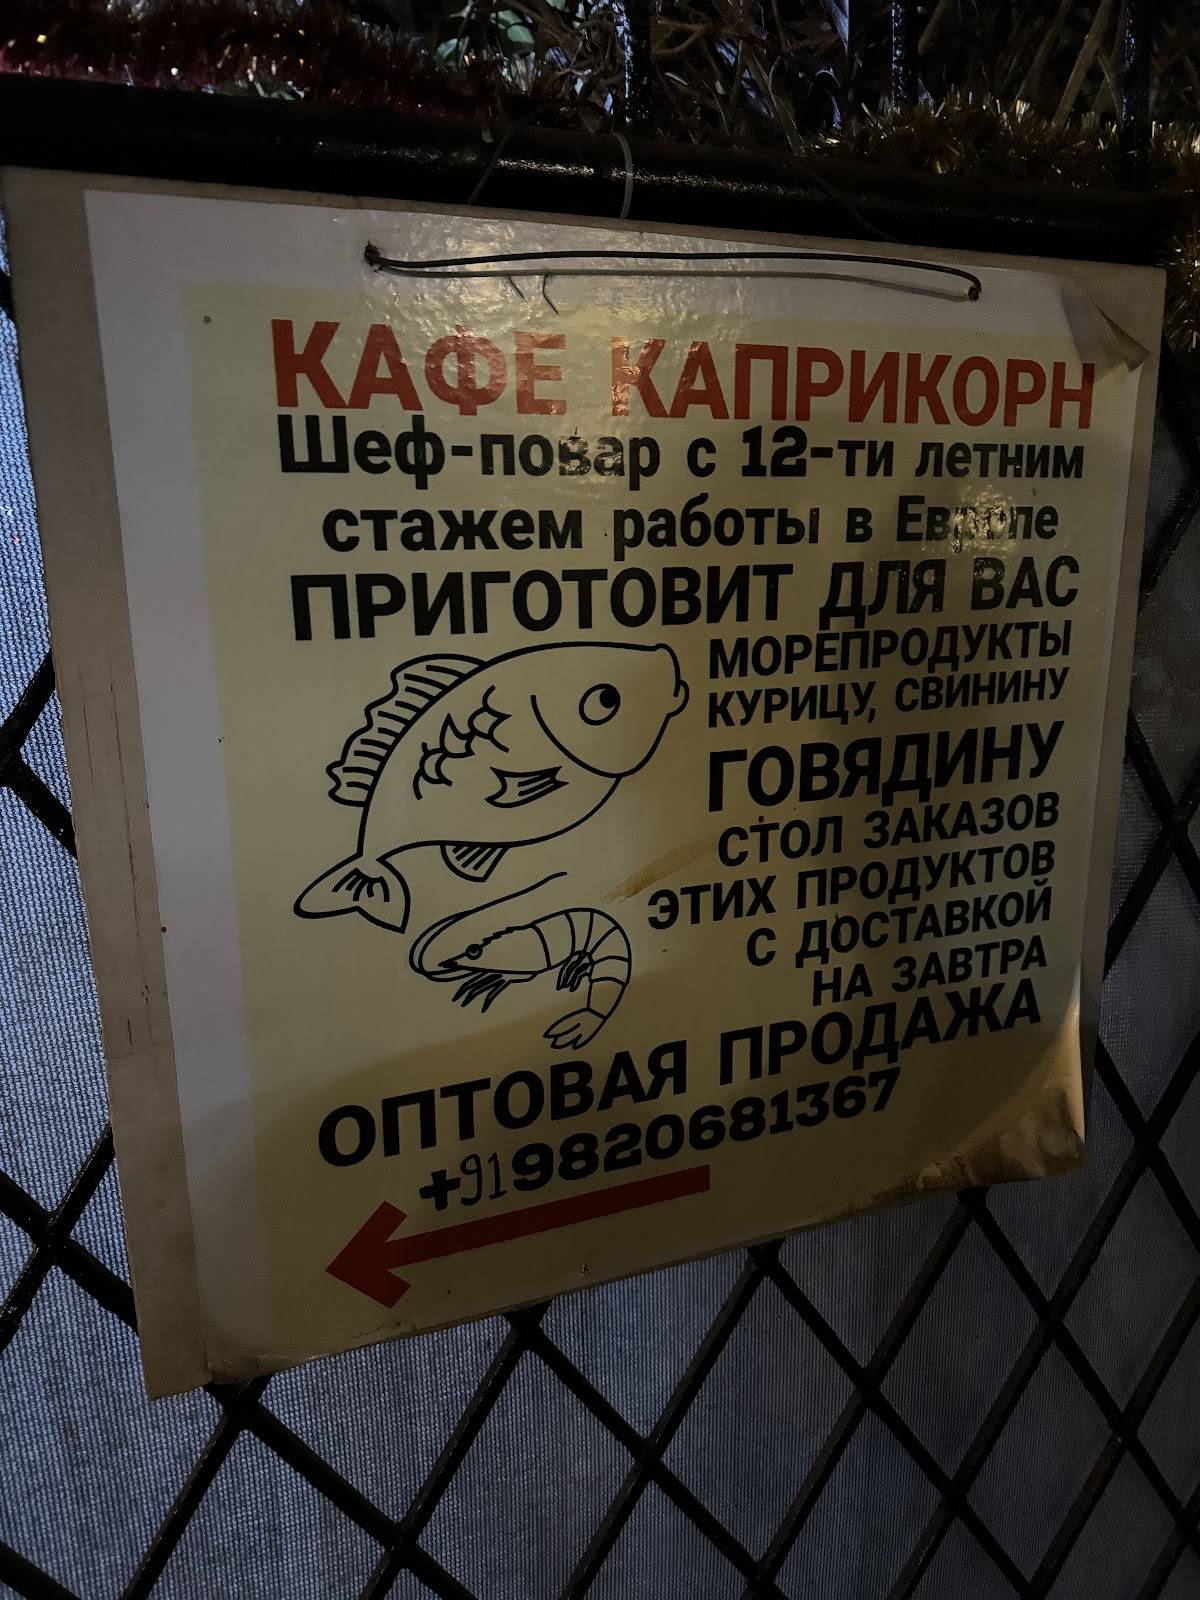 КАФЕ КАПРИКОРН
Шеф-повар с 12-ти летним
стажем работы в Европе
ПРИГОТОВИТ ДЛЯ ВАС
МОРЕПРОДУКТЫ
КУРИЦУ, СВИНИНУ
ГОВЯДИНУ
СТОЛ ЗАКАЗОВ
ЭТИХ ПРОДУКТОВ
С ДОСТАВКОЙ
НА ЗАВТРА
ОПТОВАЯ ПРОДАЖА
+919820681367